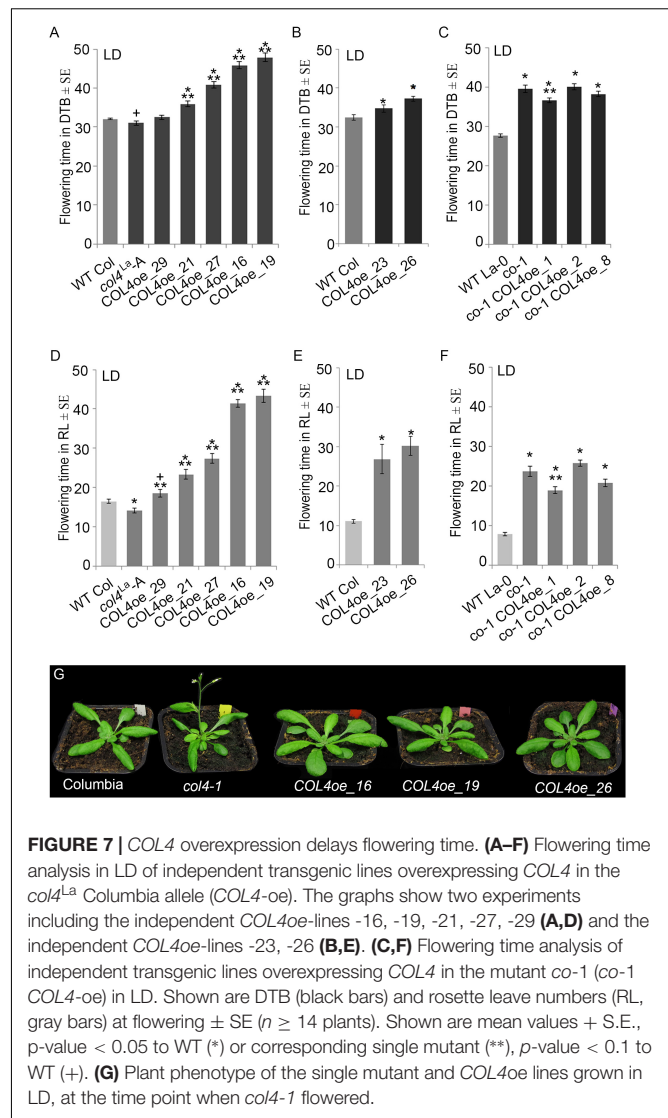 A
LD
Flowering time in DTB ± SE
50
40
30
20
10
0
+
*
**
*
**
*
**
*
**
WT Col
col4La-A
COL4oe_29
COL4oe_21
COL4oe_27
COL4oe_16
COL4oe_19
B
LD
Flowering time in DTB ± SE
50
40
30
20
10
0
*
*
WT Col
COL4oe_23
COL4oe_26
C
LD
Flowering time in DTB ± SE
50
40
30
20
10
0
*
*
**
*
*
WT La-0
co-1
co-1 COL4oe_1
co-1 COL4oe_2
co-1 COL4oe_8
D
LD
Flowering time in RL ± SE
50
40
30
20
10
0
*
+
**
*
**
*
**
*
**
*
**
WT Col
col4La-A
COL4oe_29
COL4oe_21
COL4oe_27
COL4oe_16
COL4oe_19
E
LD
Flowering time in RL ± SE
50
40
30
20
10
0
*
*
WT Col
COL4oe_23
COL4oe_26
F
LD
Flowering time in RL ± SE
50
40
30
20
10
0
*
*
**
*
*
WT La-0
co-1
co-1 COL4oe_1
co-1 COL4oe_2
co-1 COL4oe_8
G
Columbia
col4-1
COL4oe_16
COL4oe_19
COL4oe_26
FIGURE 7 | COL4 overexpression delays flowering time. (A–F) Flowering time
analysis in LD of independent transgenic lines overexpressing COL4 in the
col4La Columbia allele (COL4-oe). The graphs show two experiments
including the independent COL4oe-lines -16, -19, -21, -27, -29 (A,D) and the
independent COL4oe-lines -23, -26 (B,E). (C,F) Flowering time analysis of
independent transgenic lines overexpressing COL4 in the mutant co-1 (co-1
COL4-oe) in LD. Shown are DTB (black bars) and rosette leave numbers (RL,
gray bars) at flowering ± SE (n ≥ 14 plants). Shown are mean values + S.E.,
p-value < 0.05 to WT (*) or corresponding single mutant (**), p-value < 0.1 to
WT (+). (G) Plant phenotype of the single mutant and COL4oe lines grown in
LD, at the time point when col4-1 flowered.